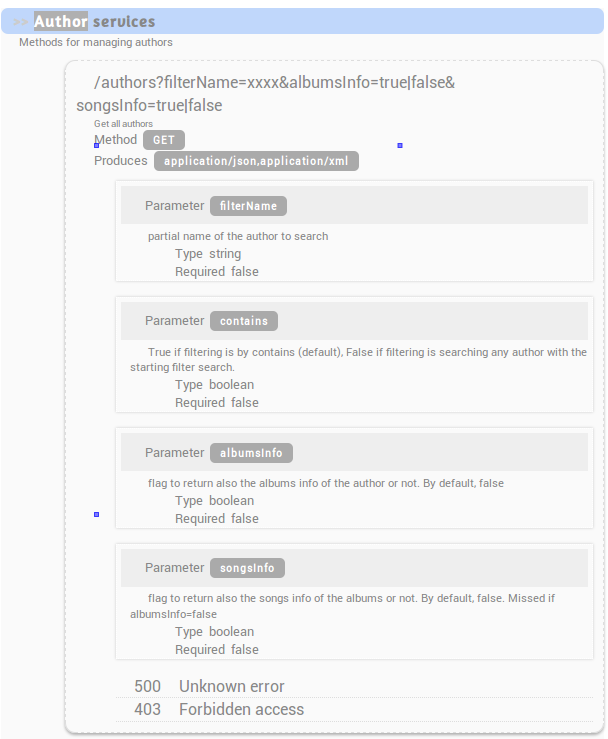 >> Author services
Methods for managing authors
/authors?filterName=xxxx&albumsInfo=true|false&
songsInfo=true|false
Get all authors
Method GET
Produces application/json,application/xml
Parameter filterName
partial name of the author to search
Type string
Required false
Parameter contains
True if filtering is by contains (default), False if filtering is searching any author with the
starting filter search.
Type boolean
Required false
Parameter albumsInfo
flag to return also the albums info of the author or not. By default, false
Type boolean
Required false
Parameter songsInfo
flag to return also the songs info of the albums or not. By default, false. Missed if
albumsInfo=false
Type boolean
Required false
500 Unknown error
403 Forbidden access